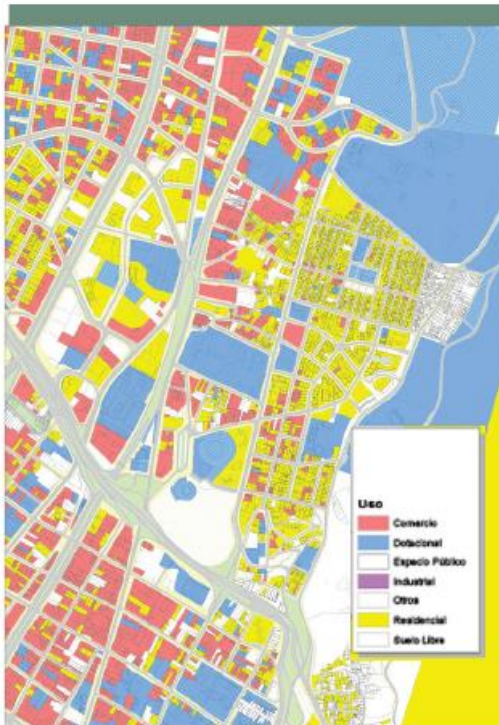 Uso
Comercio
Dotacional
Espacio Público
Industrial
Otros
Residencial
Suelo Libre